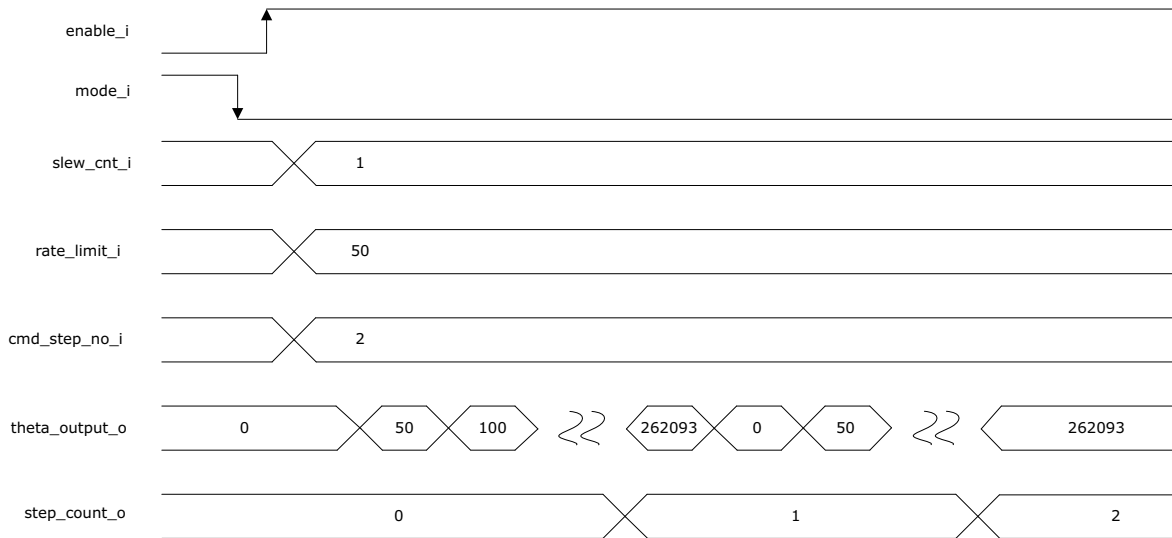 enable_i
mode_i
slew_cnt_i 1
rate_limit_i 50
cmd_step_no_i 2
theta_output_o 0 50 100 262093 0 50 262093
step_count_o 0 1 2